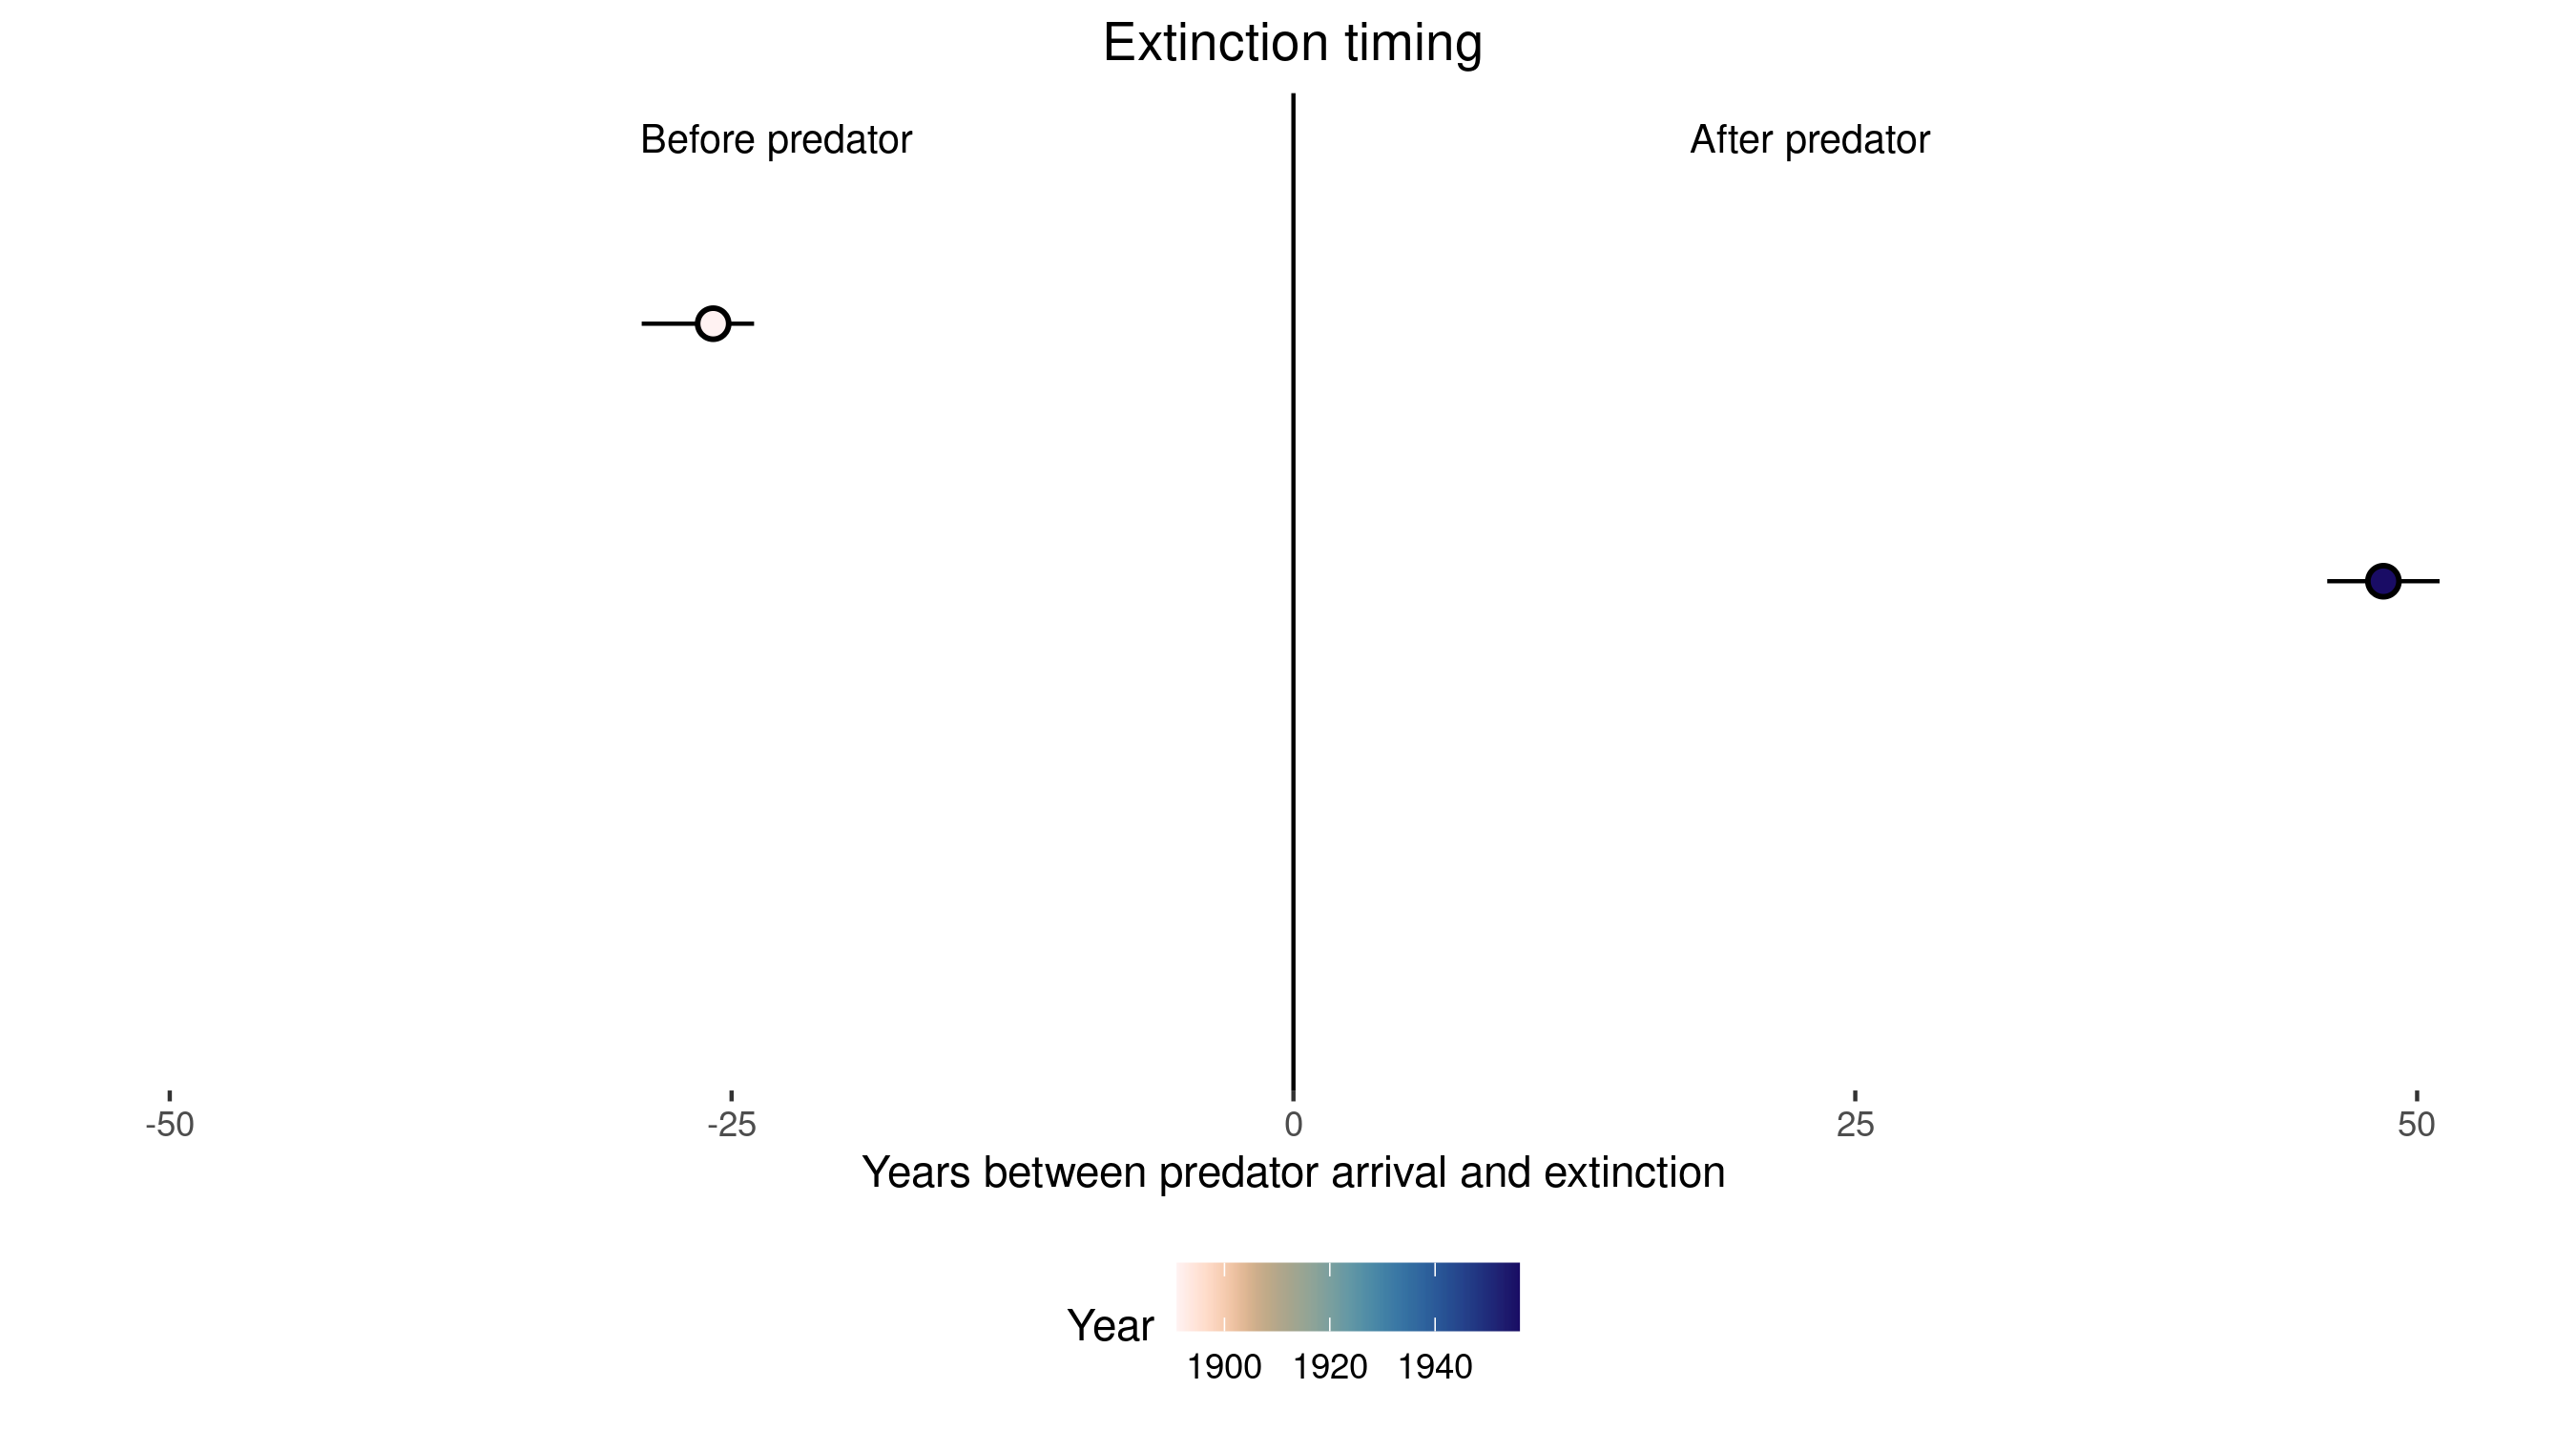 Extinction timing
Before predator
After predator
-50
-25
0
25
50
Years between predator arrival and extinction
Year
1900
1920
1940